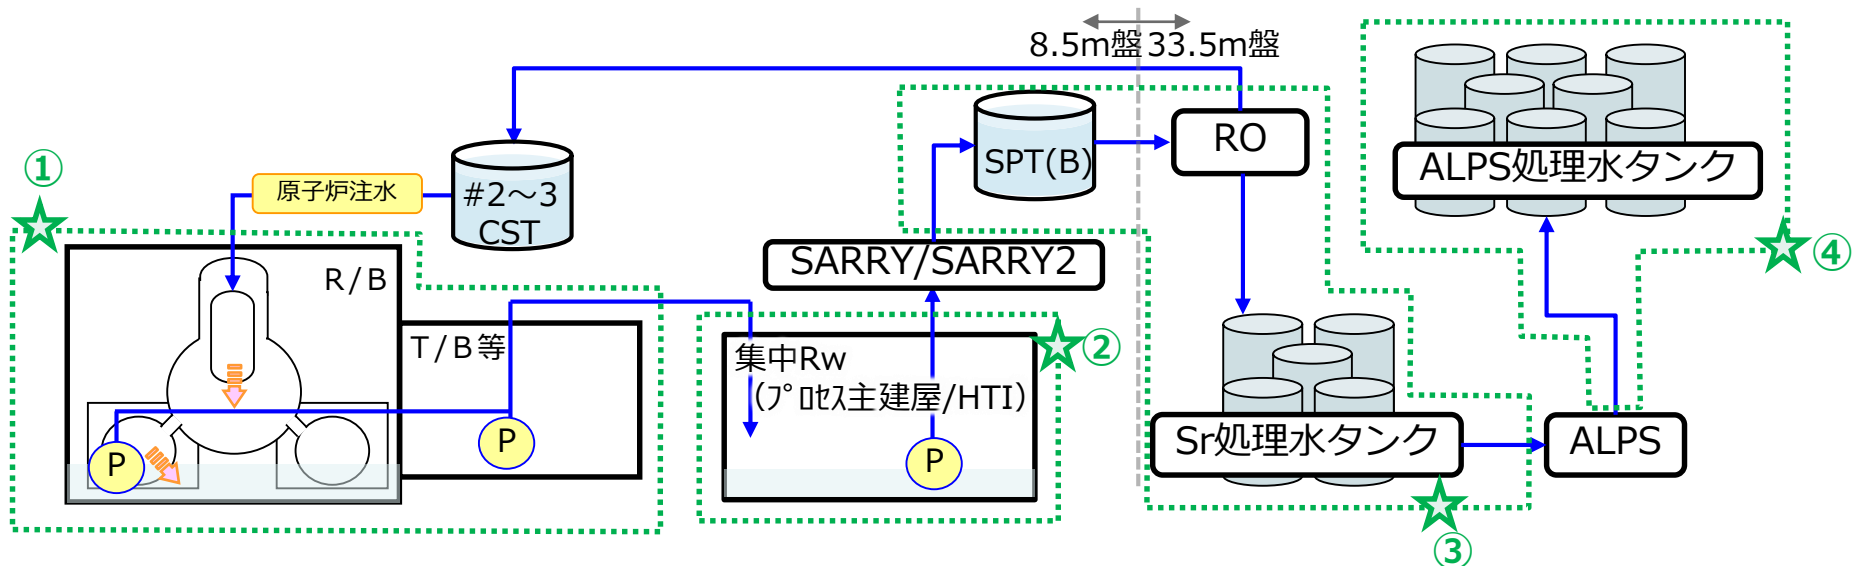 8.5m盤 33.5m盤
①
原子炉注水
#2～3
CST
SPT(B)
RO
ALPS処理水タンク
④
R/B
SARRY/SARRY2
T/B等
②
集中Rw
(ﾌﾟﾛｾｽ主建屋/HTI)
P
P
P
Sr処理水タンク
ALPS
③